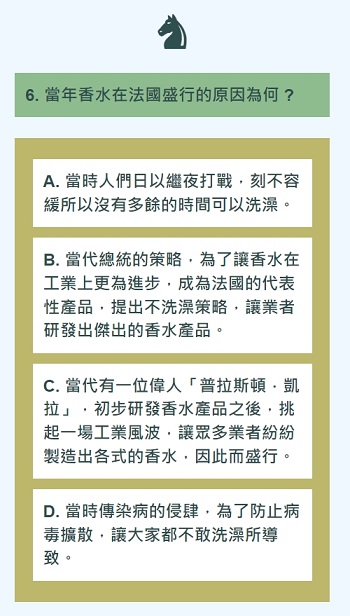 6. 當年香水在法國盛行的原因為何？
A. 當時人們日以繼夜打戰，刻不容
緩所以沒有多餘的時間可以洗澡。
B. 當代總統的策略，為了讓香水在
工業上更為進步，成為法國的代表
性產品，提出不洗澡策略，讓業者
研發出傑出的香水產品。
C. 當代有一位偉人「普拉斯頓，凱
拉」，初步研發香水產品之後，挑
起一場工業風波，讓眾多業者紛紛
製造出各式的香水，因此而盛行。
D. 當時傳染病的侵肆，為了防止病
毒擴散，讓大家都不敢洗澡所導
致。